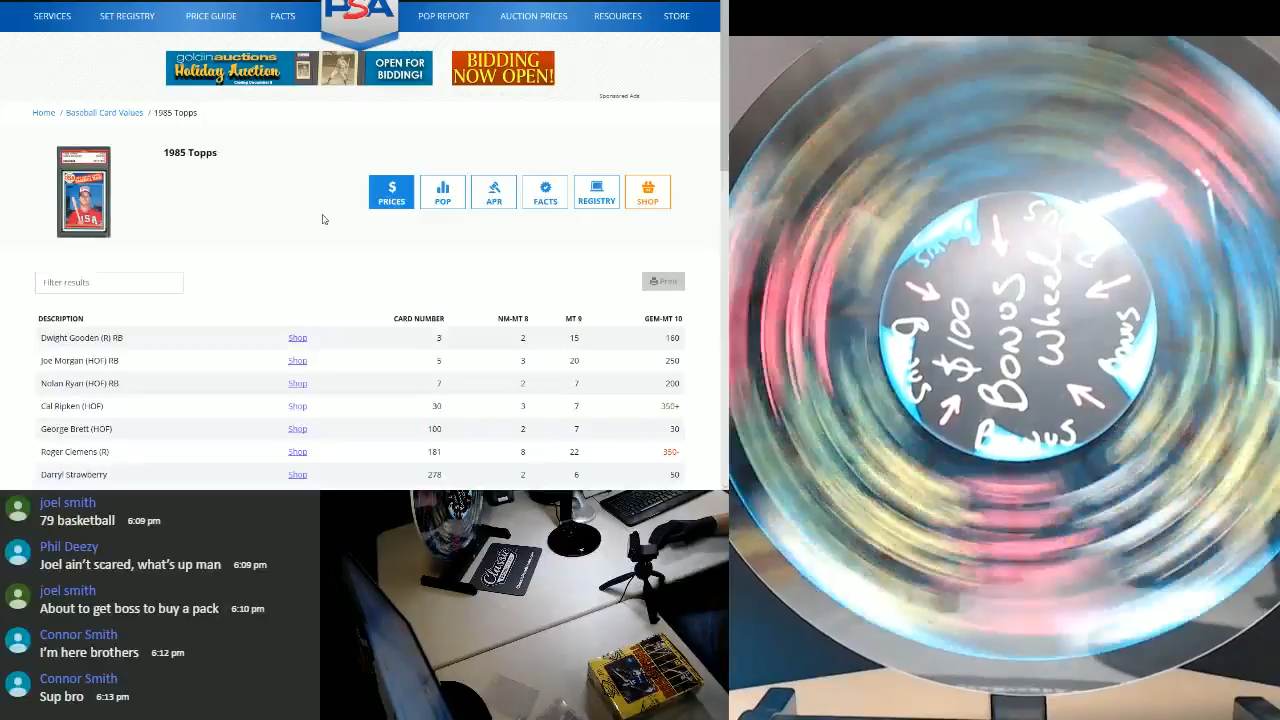 SERVICES SET REGISTRY PRICE GUIDE FACTS PSA POP REPORT AUCTION PRICES RESOURCES STORE
goldinauctions
Holiday Auction
OPEN FOR
BIDDING!
BIDDING
NOW OPEN!
Sponsored Ads
Home / Baseball Card Values / 1985 Topps
1985 Topps
USA
$
PRICES POP APR FACTS REGISTRY SHOP
Filter results Print
DESCRIPTION CARD NUMBER NM-MT 8 MT 9 GEM-MT 10
Dwight Gooden (R) RB Shop 3 2 15 160
Joe Morgan (HOF) RB Shop 5 3 20 250
Nolan Ryan (HOF) RB Shop 7 2 7 200
Cal Ripken (HOF) Shop 30 3 7 350+
George Brett (HOF) Shop 100 2 7 30
Roger Clemens (R) Shop 181 8 22 350-
Darryl Strawberry Shop 278 2 6 50
joel smith
79 basketball 6:09 pm
Phil Deezy
Joel ain't scared, what's up man 6:09 pm
joel smith
About to get boss to buy a pack 6:10 pm
Connor Smith
I'm here brothers 6:12 pm
Connor Smith
Sup bro 6:13 pm
Classic
$100
Bonus
Wheel
Bonus
Bonus